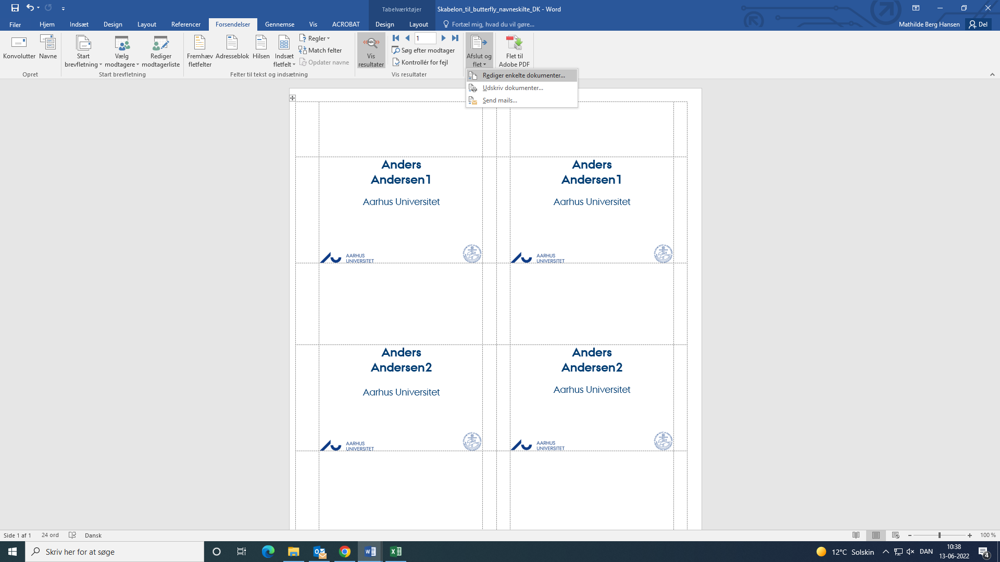 Tabelværktøjer
Skabelon_til_butterfly_navneskilte_DK - Word
Filer Hjem Indsæt Design Layout Referencer Forsendelser Gennemse Vis ACROBAT Design Layout Fortæl mig, hvad du vil gøre... Mathilde Berg Hansen Del
Konvolutter Navne
Opret
Start brevfletning
Vælg modtagere
Rediger modtagerliste
Start brevfletning
Fremhæv fletfelter
Adresseblok
Hilsen
Indsæt fletfelt
Regler
Match felter
Opdater navne
Felter til tekst og indsætning
ABC
Vis resultater
1
Søg efter modtager
Kontrollér for fejl
Vis resultater
Afslut og flet
Flet til Adobe PDF
Rediger enkelte dokumenter...
Udskriv dokumenter...
Send mails...
Anders
Andersen1
Aarhus Universitet
AARHUS
UNIVERSITET
Anders
Andersen1
Aarhus Universitet
AARHUS
UNIVERSITET
Anders
Andersen2
Aarhus Universitet
AARHUS
UNIVERSITET
Anders
Andersen2
Aarhus Universitet
AARHUS
UNIVERSITET
Side 1 af 1 24 ord Dansk 100 %
Skriv her for at søge
12°C Solskin DAN
10:38
13-06-2022
4